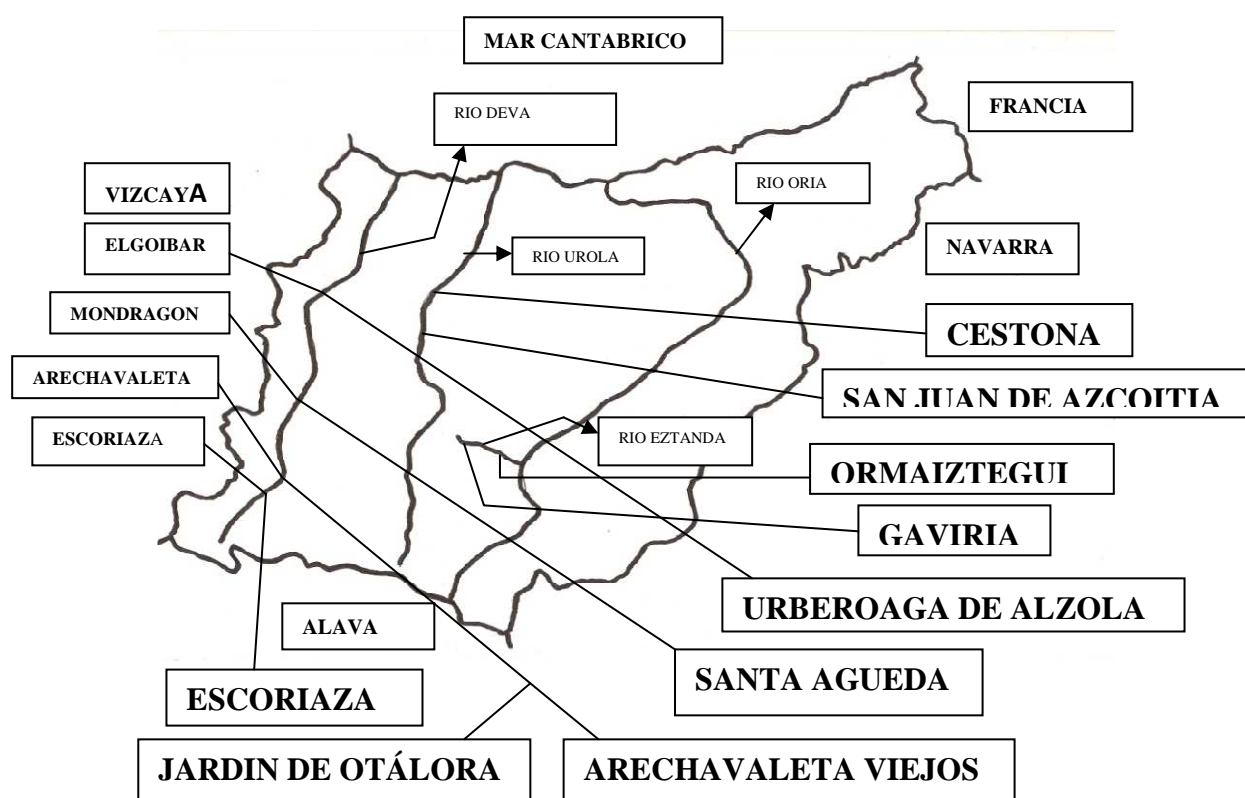 MAR CANTABRICO
FRANCIA
RIO DEVA
RIO ORIA
VIZCAYA
ELGOIBAR
RIO UROLA
NAVARRA
MONDRAGON
CESTONA
ARECHAVALETA
SAN JUAN DE AZCOITIA
ESCORIAZA
RIO EZTANDA
ORMAIZTEGUI
GAVIRIA
URBEROAGA DE ALZOLA
ALAVA
SANTA AGUEDA
ESCORIAZA
JARDIN DE OTÁLORA
ARECHAVALETA VIEJOS